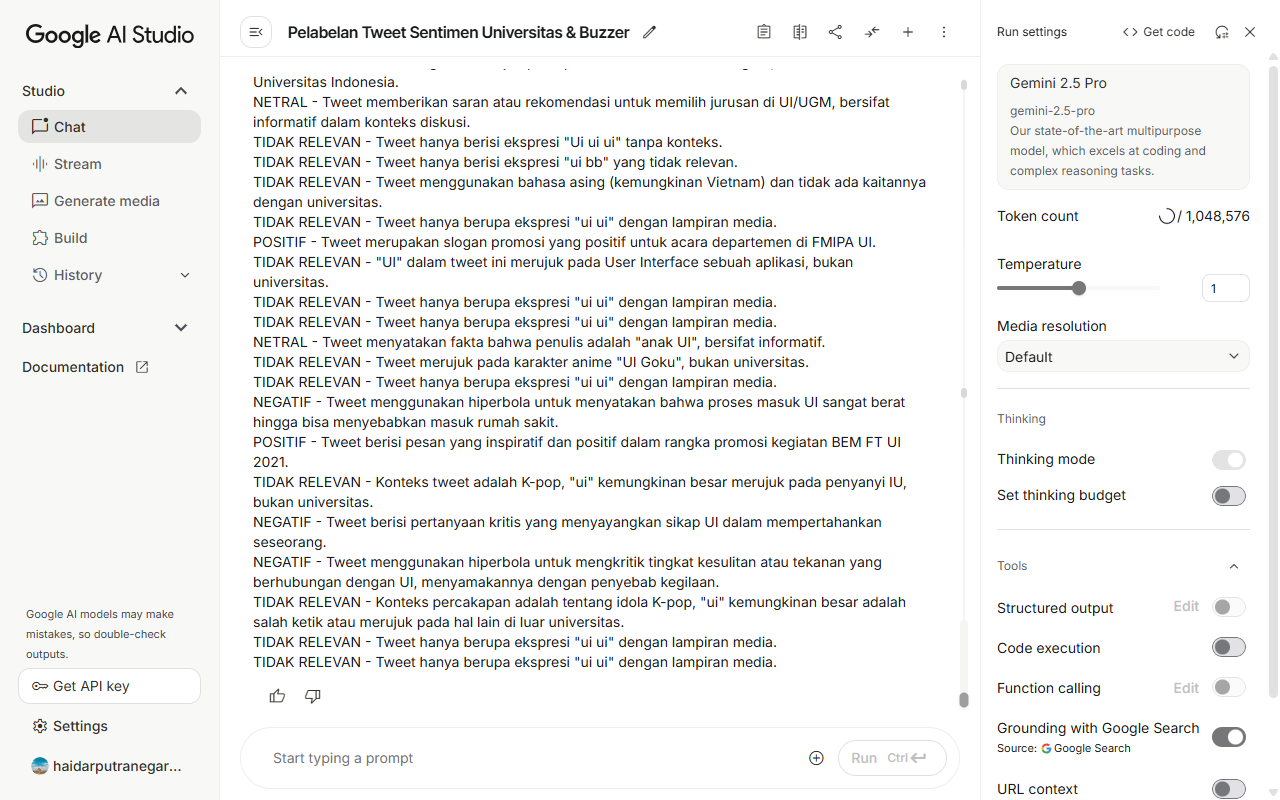 Google AI Studio
Studio
Chat
Stream
Generate media
Build
History
Dashboard
Documentation
Google AI models may make
mistakes, so double-check
outputs.
Get API key
Settings
haidarputranegar...
Pelabelan Tweet Sentimen Universitas & Buzzer
Universitas Indonesia.
NETRAL - Tweet memberikan saran atau rekomendasi untuk memilih jurusan di UI/UGM, bersifat
informatif dalam konteks diskusi.
TIDAK RELEVAN - Tweet hanya berisi ekspresi "Ui ui ui" tanpa konteks.
TIDAK RELEVAN - Tweet hanya berisi ekspresi "ui bb" yang tidak relevan.
TIDAK RELEVAN - Tweet menggunakan bahasa asing (kemungkinan Vietnam) dan tidak ada kaitannya
dengan universitas.
TIDAK RELEVAN - Tweet hanya berupa ekspresi "ui ui" dengan lampiran media.
POSITIF - Tweet merupakan slogan promosi yang positif untuk acara departemen di FMIPA UI.
TIDAK RELEVAN - "UI" dalam tweet ini merujuk pada User Interface sebuah aplikasi, bukan
universitas.
TIDAK RELEVAN - Tweet hanya berupa ekspresi "ui ui" dengan lampiran media.
TIDAK RELEVAN - Tweet hanya berupa ekspresi "ui ui" dengan lampiran media.
NETRAL - Tweet menyatakan fakta bahwa penulis adalah "anak UI", bersifat informatif.
TIDAK RELEVAN - Tweet merujuk pada karakter anime "UI Goku", bukan universitas.
TIDAK RELEVAN - Tweet hanya berupa ekspresi "ui ui" dengan lampiran media.
NEGATIF - Tweet menggunakan hiperbola untuk menyatakan bahwa proses masuk UI sangat berat
hingga bisa menyebabkan masuk rumah sakit.
POSITIF - Tweet berisi pesan yang inspiratif dan positif dalam rangka promosi kegiatan BEM FT UI
2021.
TIDAK RELEVAN - Konteks tweet adalah K-pop, "ui" kemungkinan besar merujuk pada penyanyi IU,
bukan universitas.
NEGATIF - Tweet berisi pertanyaan kritis yang menyayangkan sikap UI dalam mempertahankan
seseorang.
NEGATIF - Tweet menggunakan hiperbola untuk mengkritik tingkat kesulitan atau tekanan yang
berhubungan dengan UI, menyamakannya dengan penyebab kegilaan.
TIDAK RELEVAN - Konteks percakapan adalah tentang idola K-pop, "ui" kemungkinan besar adalah
salah ketik atau merujuk pada hal lain di luar universitas.
TIDAK RELEVAN - Tweet hanya berupa ekspresi "ui ui" dengan lampiran media.
TIDAK RELEVAN - Tweet hanya berupa ekspresi "ui ui" dengan lampiran media.
Start typing a prompt
Run Ctrl
Run settings
Get code
Gemini 2.5 Pro
gemini-2.5-pro
Our state-of-the-art multipurpose
model, which excels at coding and
complex reasoning tasks.
Token count / 1,048,576
Temperature
1
Media resolution
Default
Thinking
Thinking mode
Set thinking budget
Tools
Structured output Edit
Code execution
Function calling Edit
Grounding with Google Search
Source: Google Search
URL context